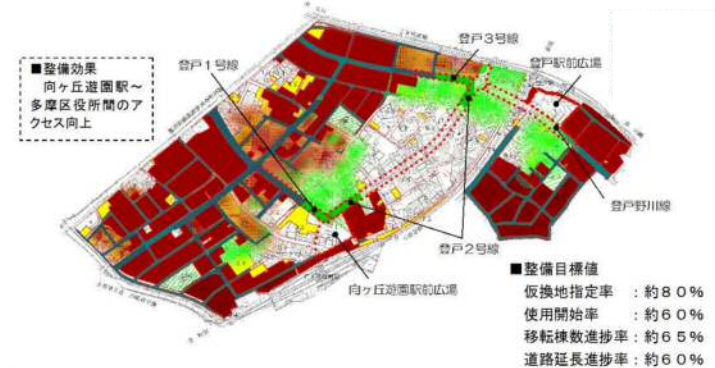 ■整備効果
向ヶ丘遊園駅～
多摩区役所間のア
クセス向上
登戸１号線
登戸３号線
登戸駅前広場
登戸野川線
登戸２号線
向ヶ丘遊園駅前広場
■整備目標値
仮換地指定率　：約８０％
使用開始率　　：約６０％
移転棟数進捗率：約６５％
道路延長進捗率：約６０％